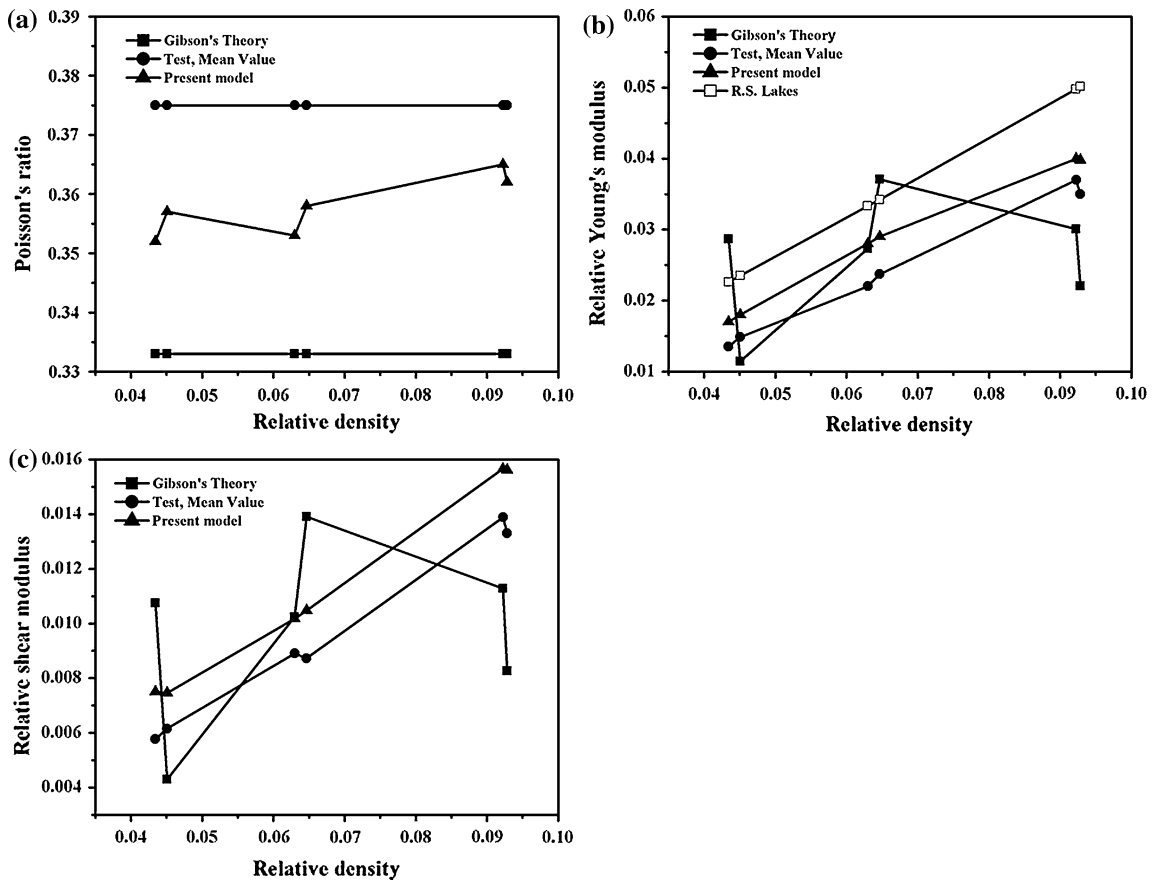 (a)
0.39
0.38
0.37
0.36
0.35
0.34
0.33
Poisson's ratio
Gibson's Theory
Test, Mean Value
Present model
0.04 0.05 0.06 0.07 0.08 0.09 0.10
Relative density
(b)
0.06
0.05
0.04
0.03
0.02
0.01
Relative Young's modulus
Gibson's Theory
Test, Mean Value
Present model
R.S. Lakes
0.04 0.05 0.06 0.07 0.08 0.09 0.10
Relative density
(c)
0.016
0.014
0.012
0.010
0.008
0.006
0.004
Relative shear modulus
Gibson's Theory
Test, Mean Value
Present model
0.04 0.05 0.06 0.07 0.08 0.09 0.10
Relative density